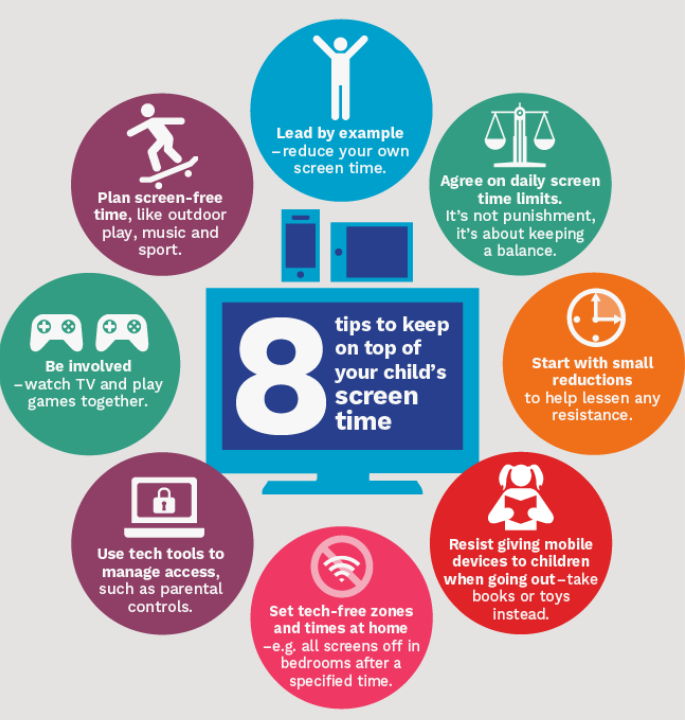 Lead by example
–reduce your own
screen time.
Agree on daily screen
time limits.
It's not punishment,
it's about keeping
a balance.
Start with small
reductions
to help lessen any
resistance.
Resist giving mobile
devices to children
when going out–take
books or toys
instead.
Set tech-free zones
and times at home
–e.g. all screens off in
bedrooms after a
specified time.
Use tech tools to
manage access,
such as parental
controls.
Be involved
–watch TV and play
games together.
Plan screen-free
time, like outdoor
play, music and
sport.
8
tips to keep
on top of
your child's
screen
time